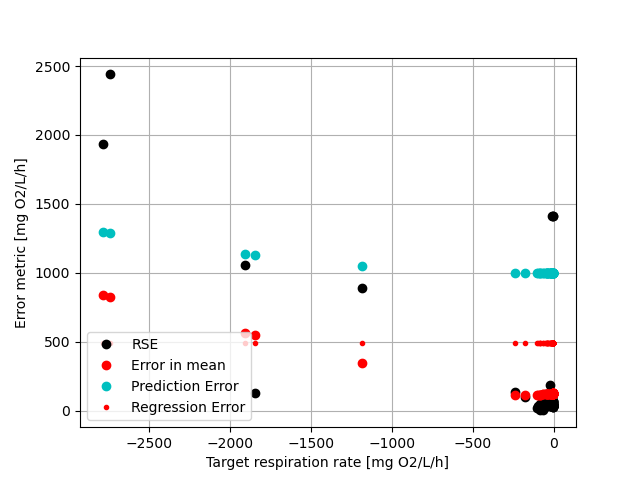 2500
2000
1500
1000
500
0
Error metric [mg O2/L/h]
RSE
Error in mean
Prediction Error
Regression Error
−2500
−2000
−1500
−1000
−500
0
Target respiration rate [mg O2/L/h]